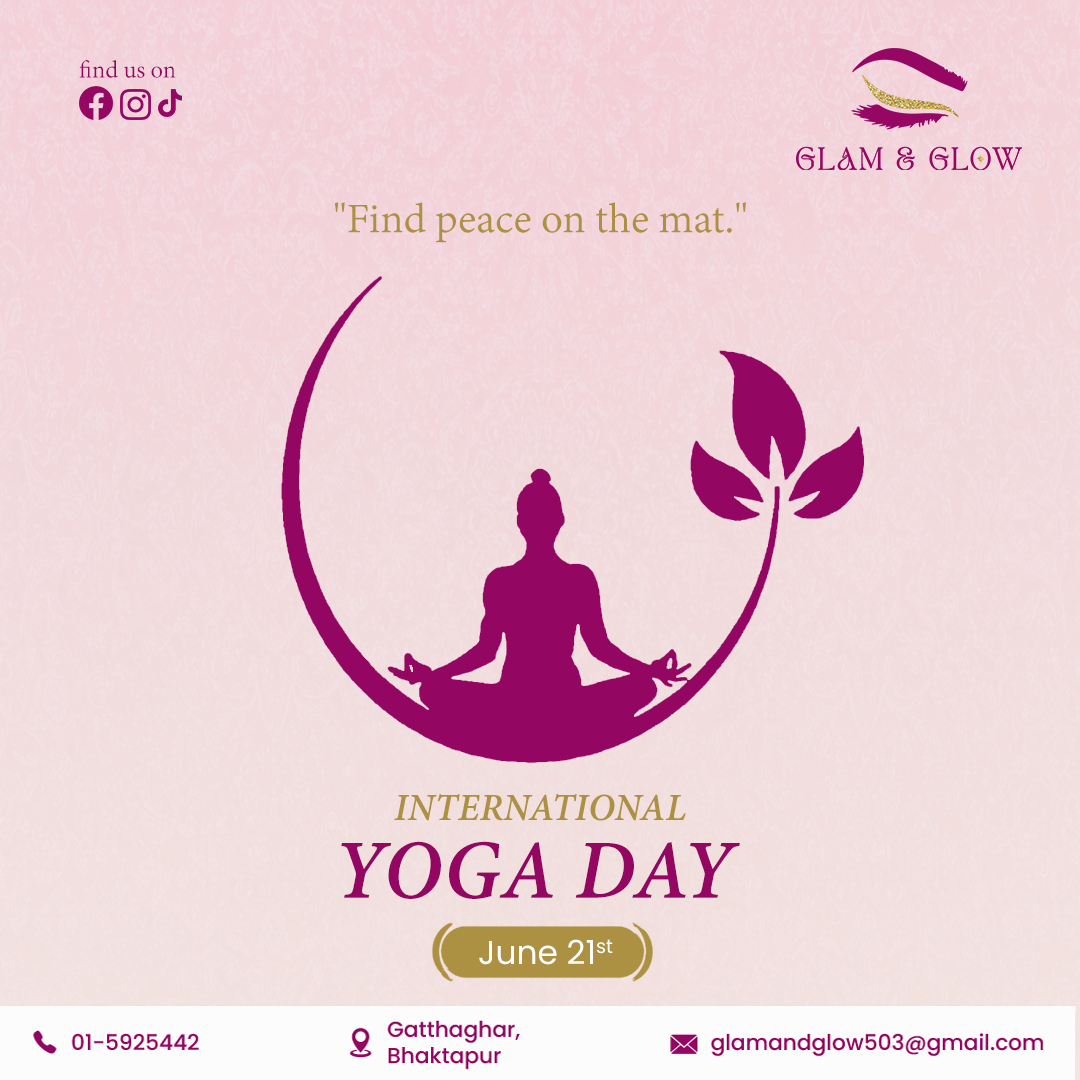 find us on
GLAM & GLOW
"Find peace on the mat."
INTERNATIONAL
YOGA DAY
June 21st
01-5925442
Gatthaghar,
Bhaktapur
glamandglow503@gmail.com